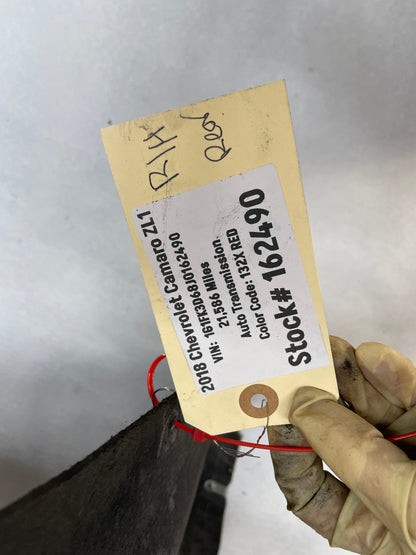 R/H
Rear
2018 Chevrolet Camaro ZL1
VIN: 1G1FK3D68J0162490
21,586 Miles
Auto Transmission.
Color Code: 132X RED
Stock# 162490